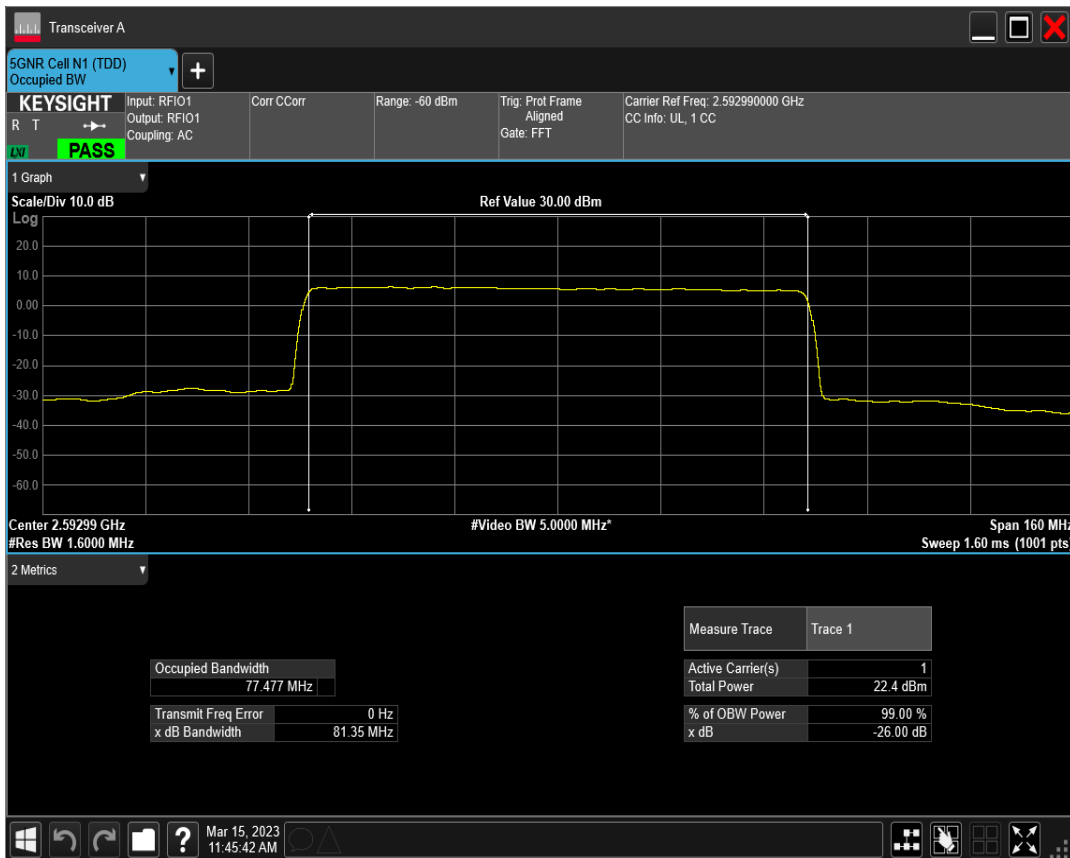 Transceiver A
5GNR Cell N1 (TDD)
Occupied BW
KEYSIGHT
R T
LXI
PASS
Input: RFIO1
Output: RFIO1
Coupling: AC
Corr CCorr
Range: -60 dBm
Trig: Prot Frame
Aligned
Gate: FFT
Carrier Ref Freq: 2.592990000 GHz
CC Info: UL, 1 CC
1 Graph
Scale/Div 10.0 dB
Ref Value 30.00 dBm
Log
20.0
10.0
0.00
-10.0
-20.0
-30.0
-40.0
-50.0
-60.0
Center 2.59299 GHz
#Video BW 5.0000 MHz*
Span 160 MHz
#Res BW 1.6000 MHz
Sweep 1.60 ms (1001 pts)
2 Metrics
Measure Trace Trace 1
Occupied Bandwidth
77.477 MHz
Active Carrier(s) 1
Total Power 22.4 dBm
Transmit Freq Error 0 Hz
x dB Bandwidth 81.35 MHz
% of OBW Power 99.00 %
x dB -26.00 dB
?
Mar 15, 2023
11:45:42 AM